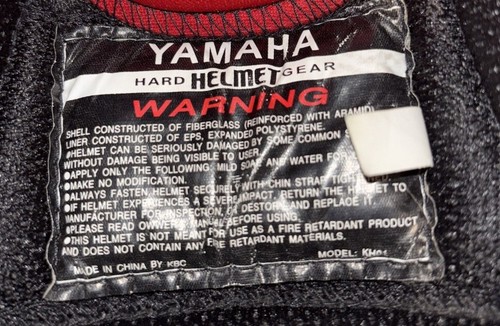 YAMAHA
HARD HELMET GEAR
WARNING
SHELL CONSTRUCTED OF FIBERGLASS (REINFORCED WITH ARAMID)
LINER CONSTRUCTED OF EPS, EXPANDED POLYSTYRENE.
●HELMET CAN BE SERIOUSLY DAMAGED BY SOME COMMON
WITHOUT DAMAGE BEING VISIBLE TO USER
●APPLY ONLY THE FOLLOWING: MILD SOAP AND WATER FOR
●MAKE NO MODIFICATION.
●ALWAYS FASTEN HELMET SECURELY WITH CHIN STRAP
●IF HELMET EXPERIENCES A SEVERE IMPACT, RETURN THE HELMET TO
MANUFACTURER FOR INSPECTION, OR DESTORY AND REPLACE IT.
●PLEASE READ OWNER'S MANUAL BEFORE USING.
●THIS HELMET IS NOT MEANT FOR USE AS A FIRE RETARDANT PRODUCT
AND DOES NOT CONTAIN ANY FIRE RETARDANT MATERIALS.
MADE IN CHINA BY KBC MODEL: